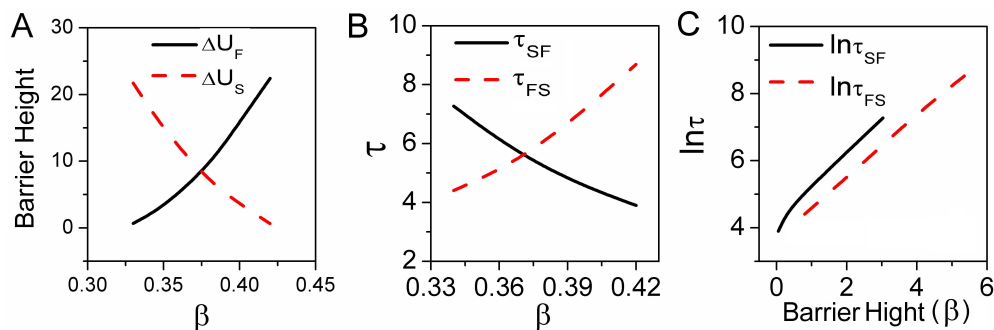 A
30
20
10
0
0.30
0.35
0.40
0.45
Barrier Height
β
ΔU_F
ΔU_S
B
10
8
6
4
2
0.33
0.36
0.39
0.42
τ
β
τ_SF
τ_FS
C
10
8
6
4
0
2
4
6
lnτ
Barrier Hight (β)
lnτ_SF
lnτ_FS